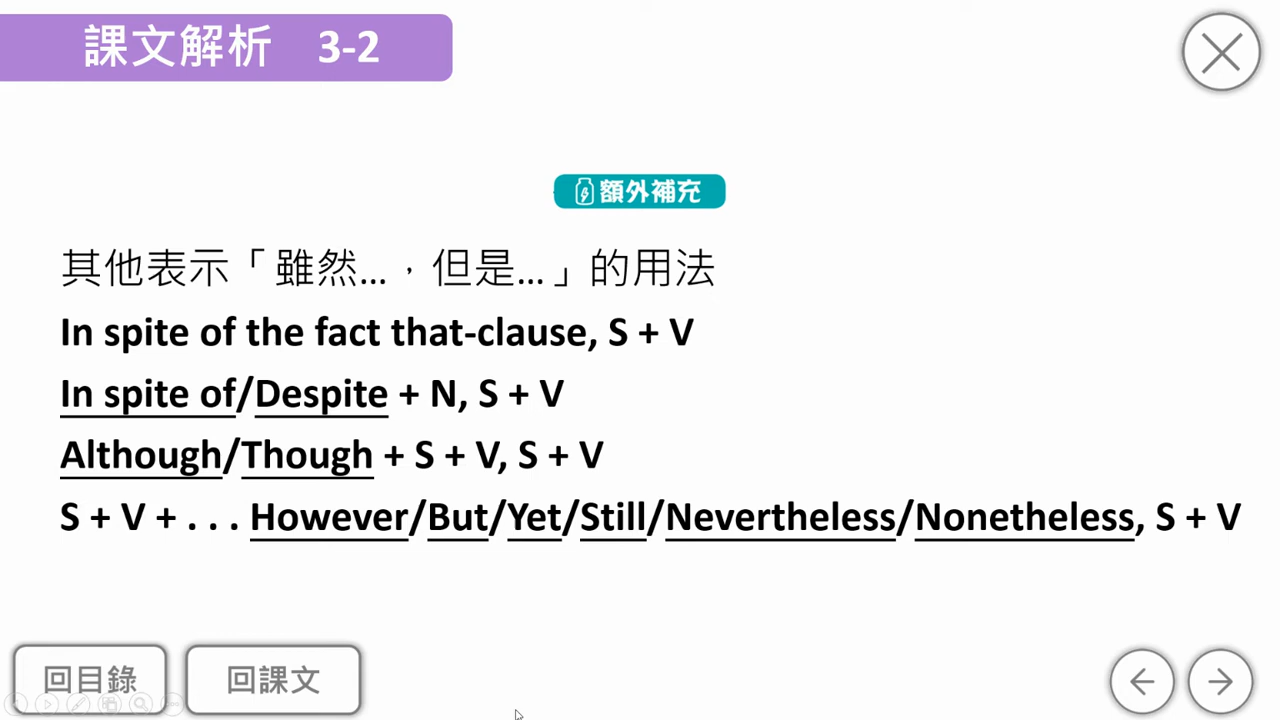 課文解析 3-2
額外補充
其他表示「雖然...，但是...」的用法
In spite of the fact that-clause, S + V
In spite of/Despite + N, S + V
Although/Though + S + V, S + V
S + V + . . . However/But/Yet/Still/Nevertheless/Nonetheless, S + V
回目錄 回課文